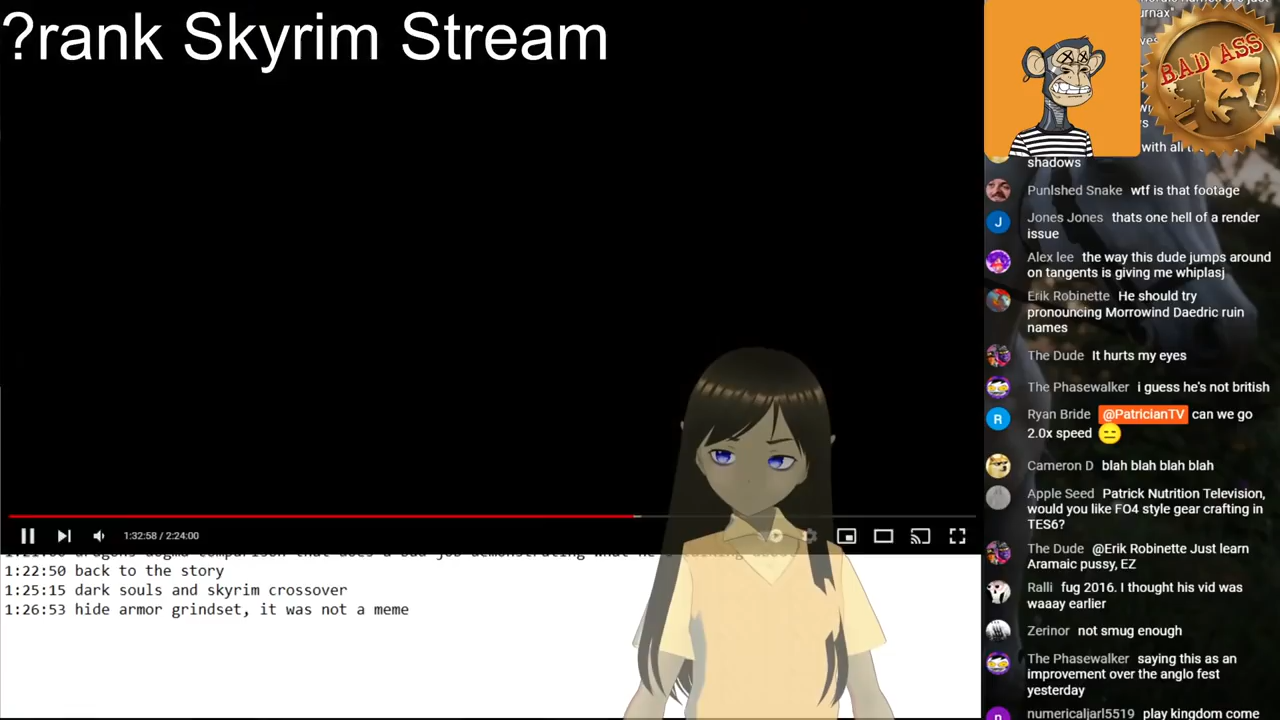 ?rank Skyrim Stream
BAD ASS
shadows
Punlshed Snake wtf is that footage
Jones Jones thats one hell of a render
issue
Alex lee the way this dude jumps around
on tangents is giving me whiplasj
Erik Robinette He should try
pronouncing Morrowind Daedric ruin
names
The Dude It hurts my eyes
The Phasewalker i guess he's not british
Ryan Bride @PatricianTV can we go
2.0x speed
Cameron D blah blah blah blah
Apple Seed Patrick Nutrition Television,
would you like FO4 style gear crafting in
TES6?
The Dude @Erik Robinette Just learn
Aramaic pussy, EZ
Ralli fug 2016. I thought his vid was
waaay earlier
Zerinor not smug enough
The Phasewalker saying this as an
improvement over the anglo fest
yesterday
numericaljarl5519 play kingdom come
1:32:58 / 2:24:00
1:22:50 back to the story
1:25:15 dark souls and skyrim crossover
1:26:53 hide armor grindset, it was not a meme